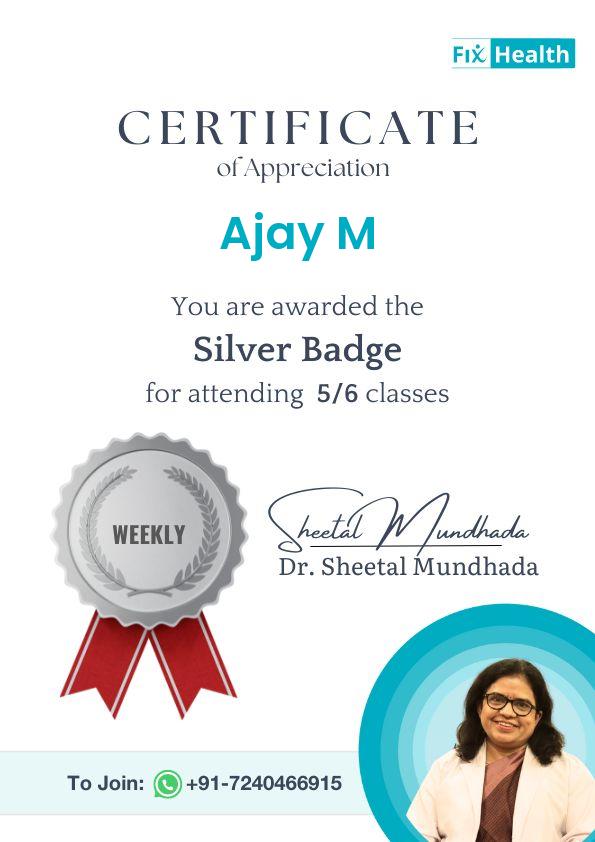 Fix Health
CERTIFICATE
of Appreciation
Ajay M
You are awarded the
Silver Badge
for attending 5/6 classes
WEEKLY
Sheetal Mundhada
Dr. Sheetal Mundhada
To Join: +91-7240466915